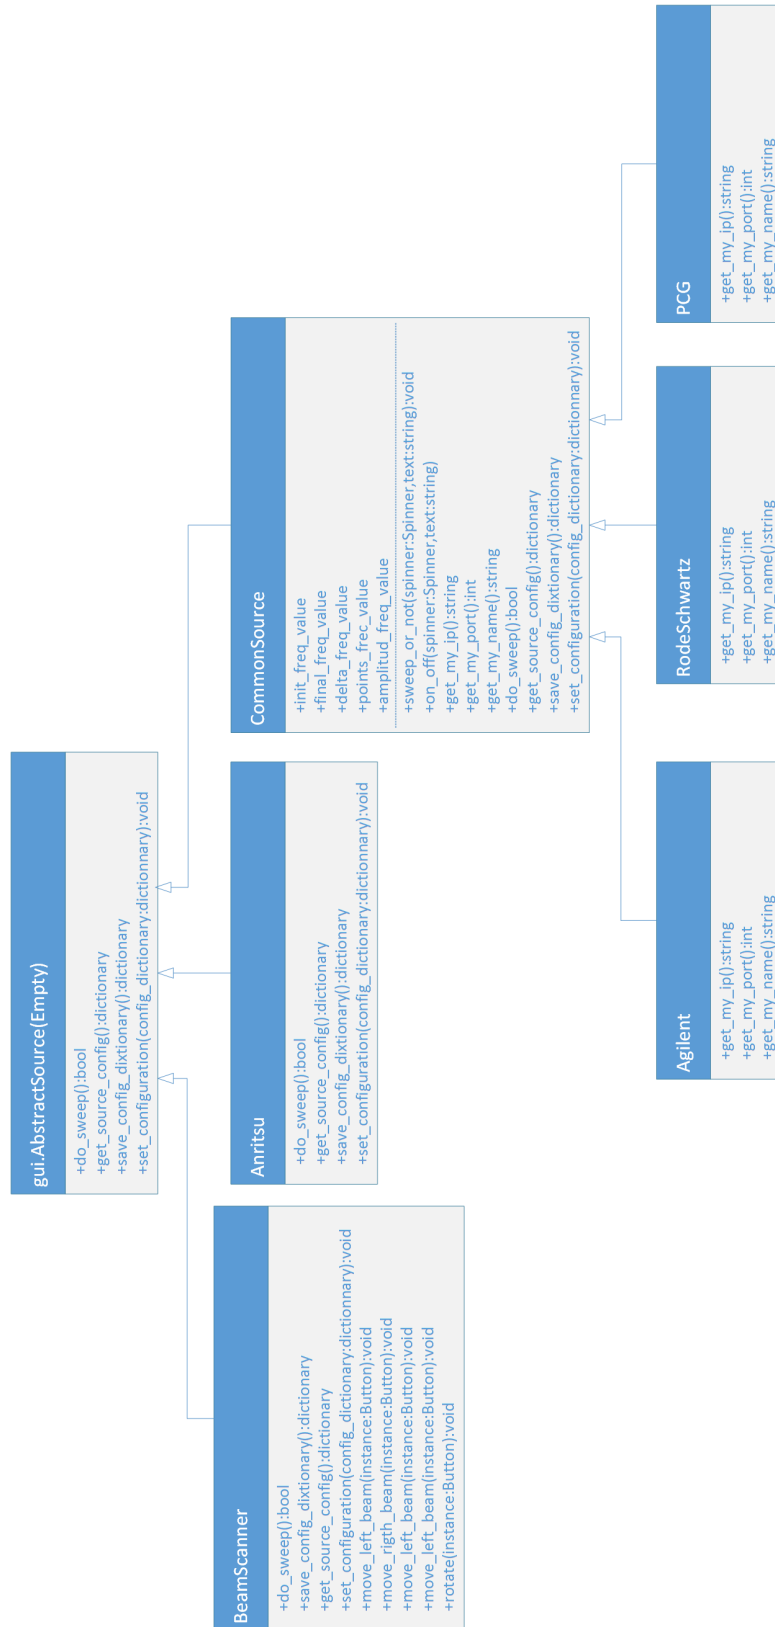 gui.AbstractSource(Empty)
+do_sweep():bool
+get_source_config():dictionary
+save_config_dixtionary():dictionary
+set_configuration(config_dictionary:dictionnary):void
BeamScanner
+do_sweep():bool
+save_config_dixtionary():dictionary
+get_source_config():dictionary
+set_configuration(config_dictionary:dictionnary):void
+move_left_beam(instance:Button):void
+move_rigth_beam(instance:Button):void
+move_left_beam(instance:Button):void
+move_left_beam(instance:Button):void
+rotate(instance:Button):void
Anritsu
+do_sweep():bool
+get_source_config():dictionary
+save_config_dixtionary():dictionary
+set_configuration(config_dictionary:dictionnary):void
CommonSource
+init_freq_value
+final_freq_value
+delta_freq_value
+points_frec_value
+amplitud_freq_value
+sweep_or_not(spinner:Spinner,text:string):void
+on_off(spinner:Spinner,text:string)
+get_my_ip():string
+get_my_port():int
+get_my_name():string
+do_sweep():bool
+get_source_config():dictionary
+save_config_dixtionary():dictionary
+set_configuration(config_dictionary:dictionnary):void
Agilent
+get_my_ip():string
+get_my_port():int
+get_my_name():string
RodeSchwartz
+get_my_ip():string
+get_my_port():int
+get_my_name():string
PCG
+get_my_ip():string
+get_my_port():int
+get_my_name():string